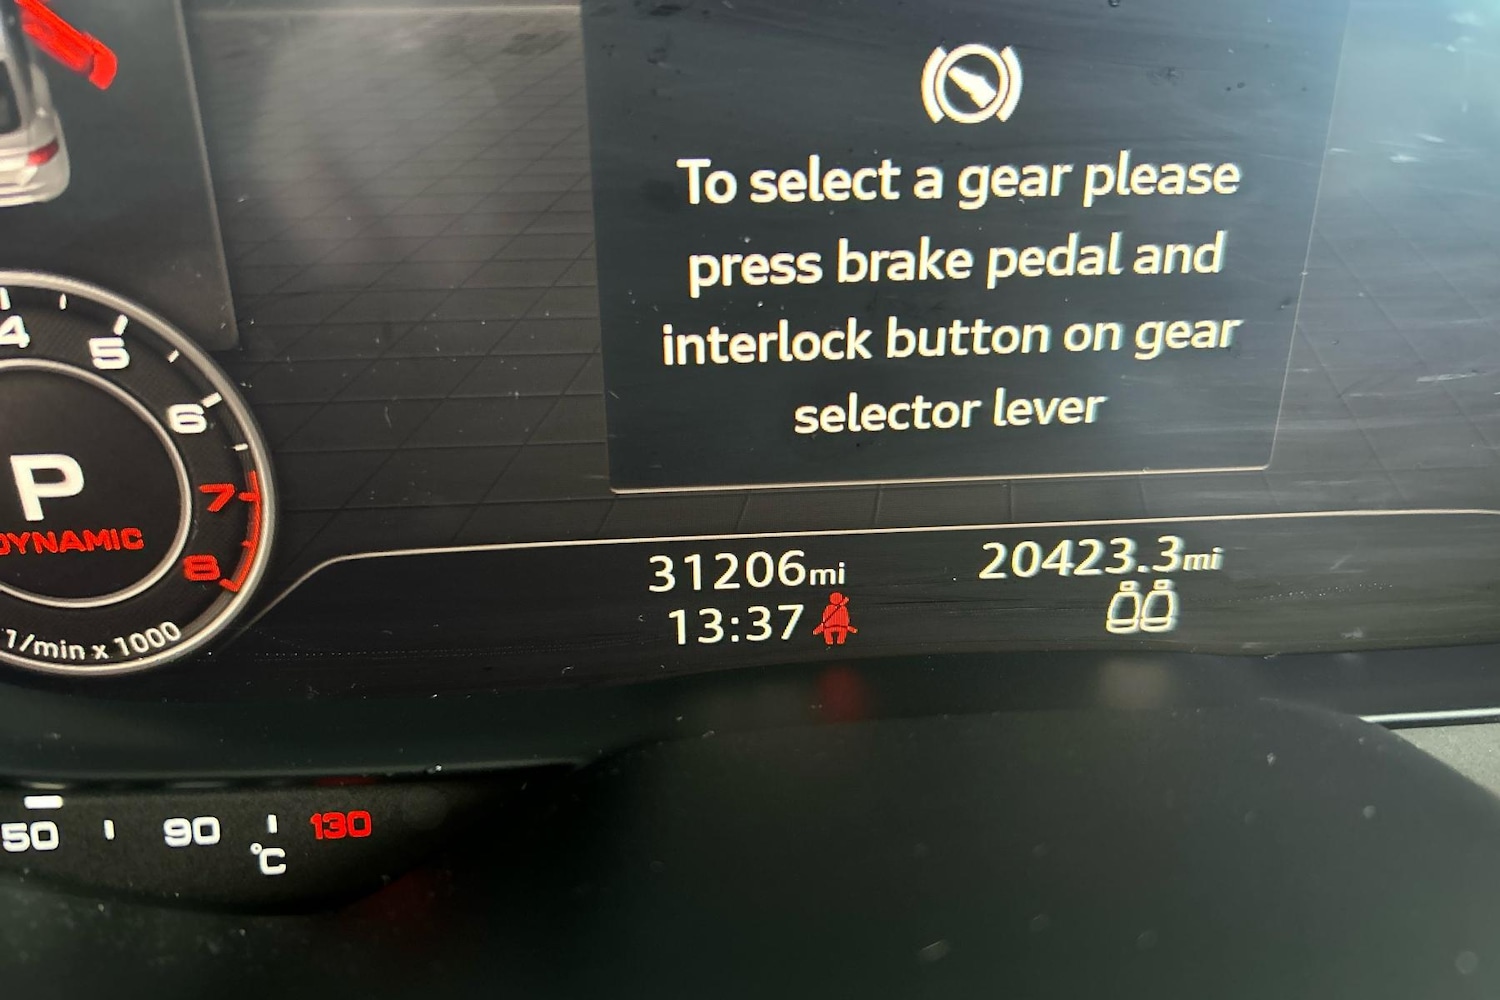 To select a gear please
press brake pedal and
interlock button on gear
selector lever
4
5
6
7
8
P
DYNAMIC
1/min x 1000
31206mi
20423.3mi
13:37
50
90
130
°C